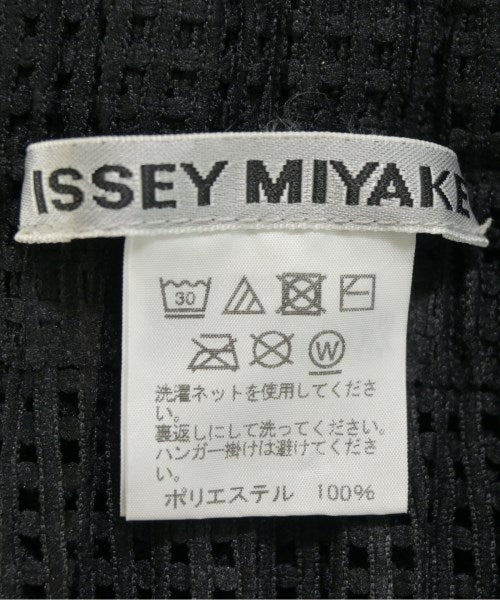 ISSEY MIYAKE
30
W
洗濯ネットを使用してくださ
い。
裏返しにして洗ってください。
ハンガー掛けは避けてくださ
い。
ポリエステル 100%